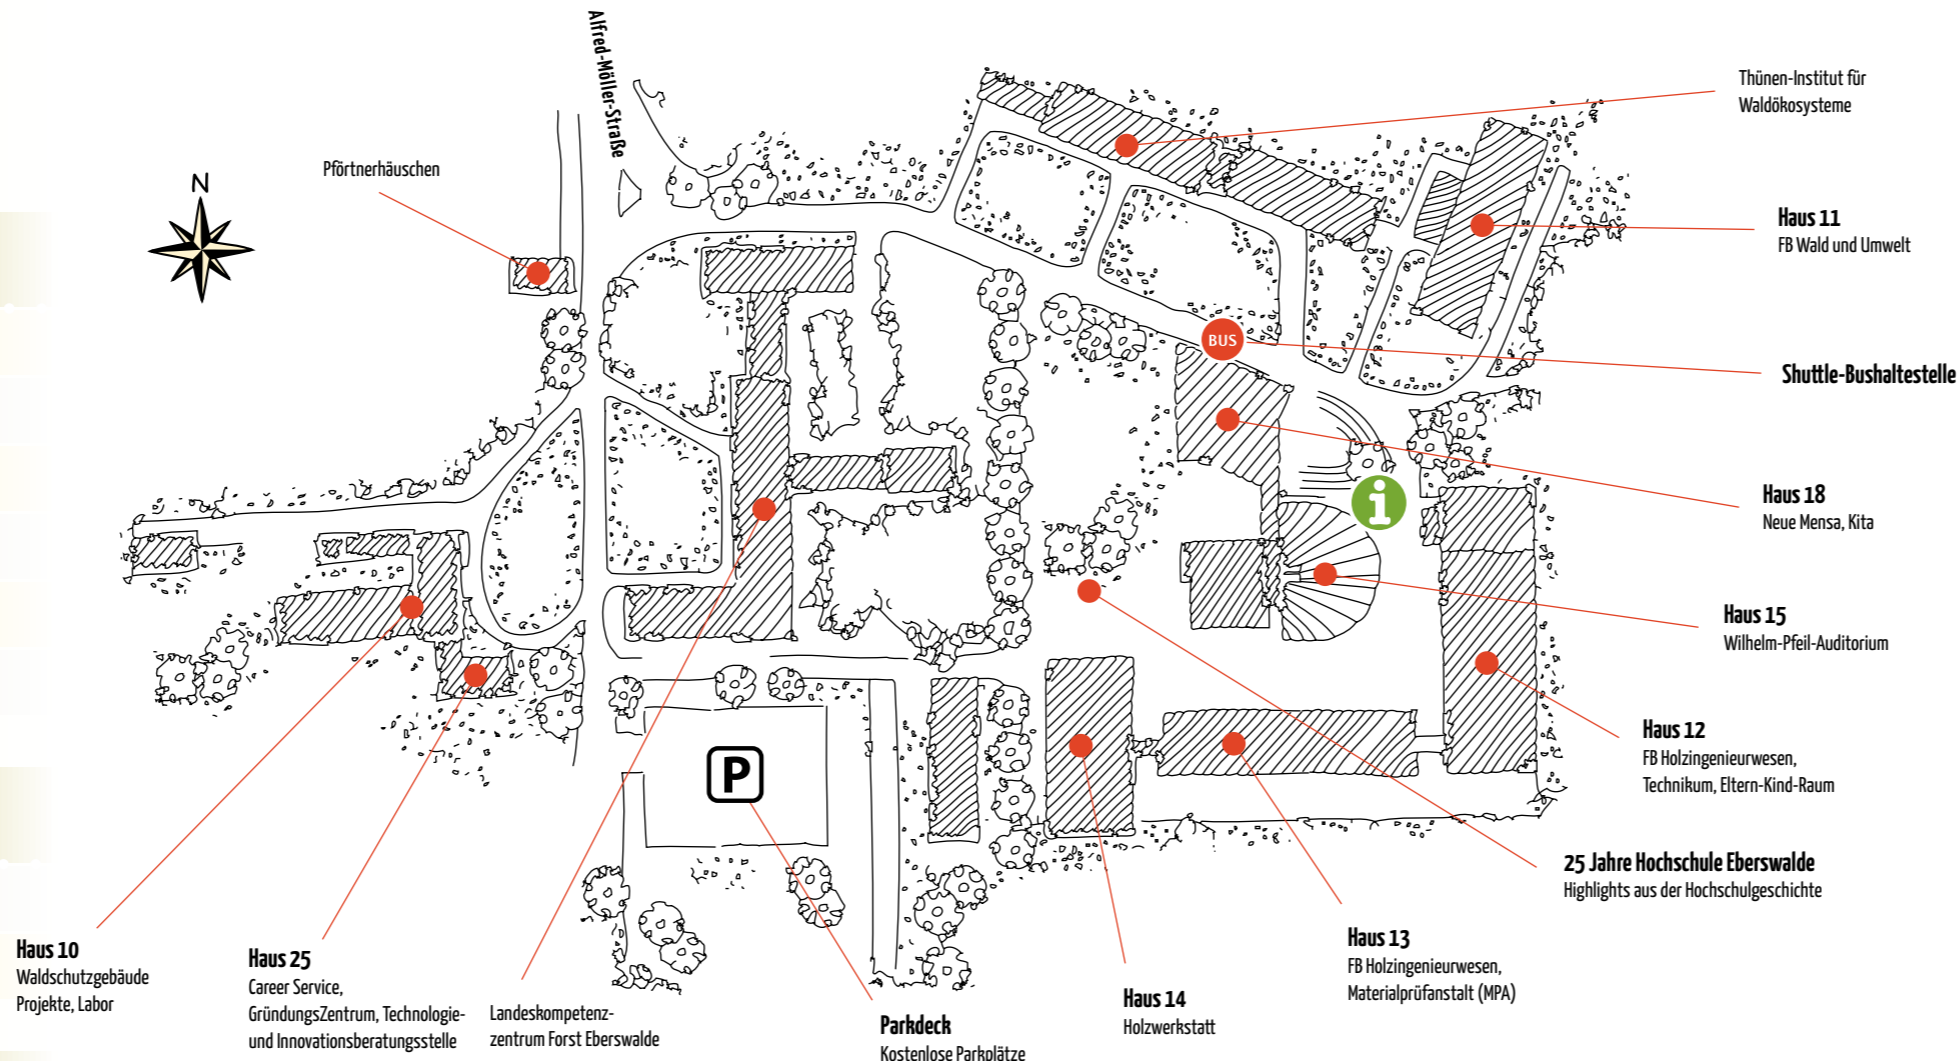 Alfred-Möller-Straße
Thünen-Institut für
Waldökosysteme
Pförtnerhäuschen
N
Haus 11
FB Wald und Umwelt
BUS
Shuttle-Bushaltestelle
Haus 18
Neue Mensa, Kita
i
Haus 15
Wilhelm-Pfeil-Auditorium
Haus 12
FB Holzingenieurwesen,
Technikum, Eltern-Kind-Raum
P
25 Jahre Hochschule Eberswalde
Highlights aus der Hochschulgeschichte
Haus 10
Waldschutzgebäude
Projekte, Labor
Haus 25
Career Service,
GründungsZentrum, Technologie-
und Innovationsberatungsstelle
Landeskompetenz-
zentrum Forst Eberswalde
Parkdeck
Kostenlose Parkplätze
Haus 14
Holzwerkstatt
Haus 13
FB Holzingenieurwesen,
Materialprüfanstalt (MPA)